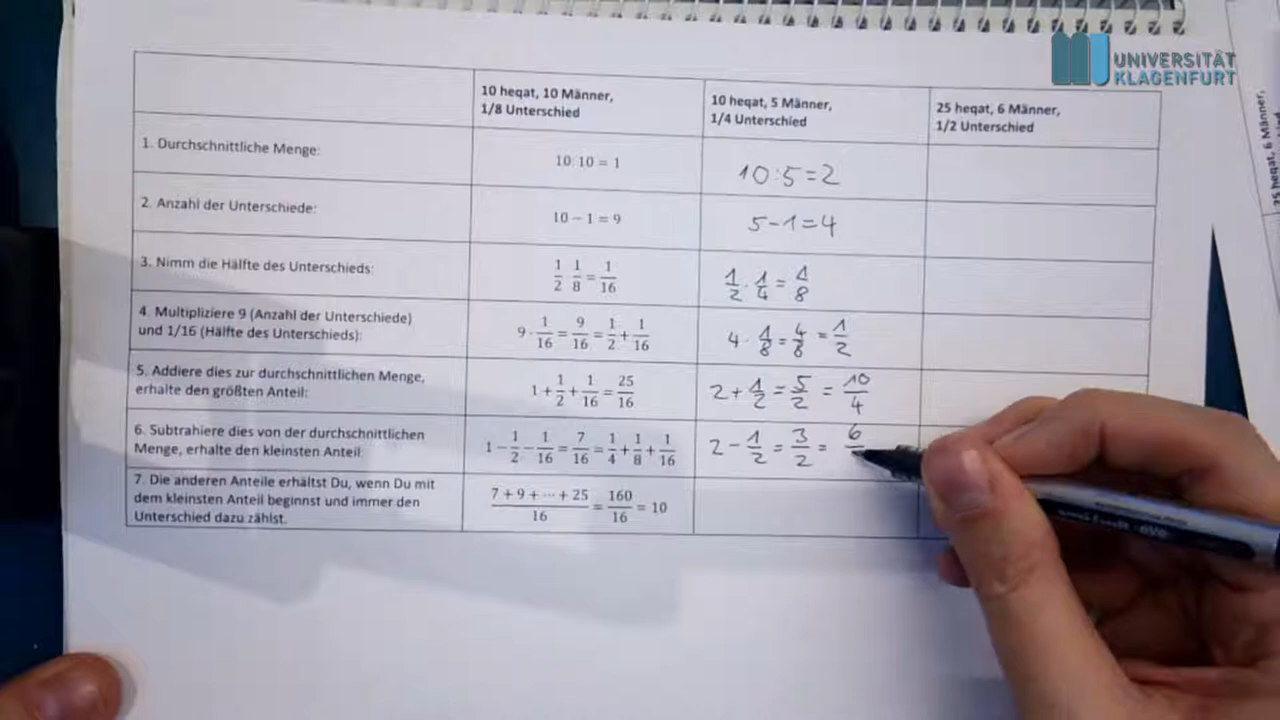 UNIVERSITÄT
KLAGENFURT
10 heqat, 10 Männer,
1/8 Unterschied
10 heqat, 5 Männer,
1/4 Unterschied
25 heqat, 6 Männer,
1/2 Unterschied
1. Durchschnittliche Menge:
10:10 = 1
10:5=2
2. Anzahl der Unterschiede:
10 − 1 = 9
5-1=4
3. Nimm die Hälfte des Unterschieds:
1/2 · 1/8 = 1/16
1/2 · 1/4 = 1/8
4. Multipliziere 9 (Anzahl der Unterschiede)
und 1/16 (Hälfte des Unterschieds):
9 · 1/16 = 9/16 = 1/2 + 1/16
4 · 1/8 = 4/8 = 1/2
5. Addiere dies zur durchschnittlichen Menge,
erhalte den größten Anteil:
1 + 1/2 + 1/16 = 25/16
2 + 1/2 = 5/2 = 10/4
6. Subtrahiere dies von der durchschnittlichen
Menge, erhalte den kleinsten Anteil:
1 − 1/2 − 1/16 = 7/16 = 1/4 + 1/8 + 1/16
2 − 1/2 = 3/2 = 6
7. Die anderen Anteile erhältst Du, wenn Du mit
dem kleinsten Anteil beginnst und immer den
Unterschied dazu zählst.
(7 + 9 + ⋯ + 25)/16 = 160/16 = 10
25 heqat, 6 Männer,